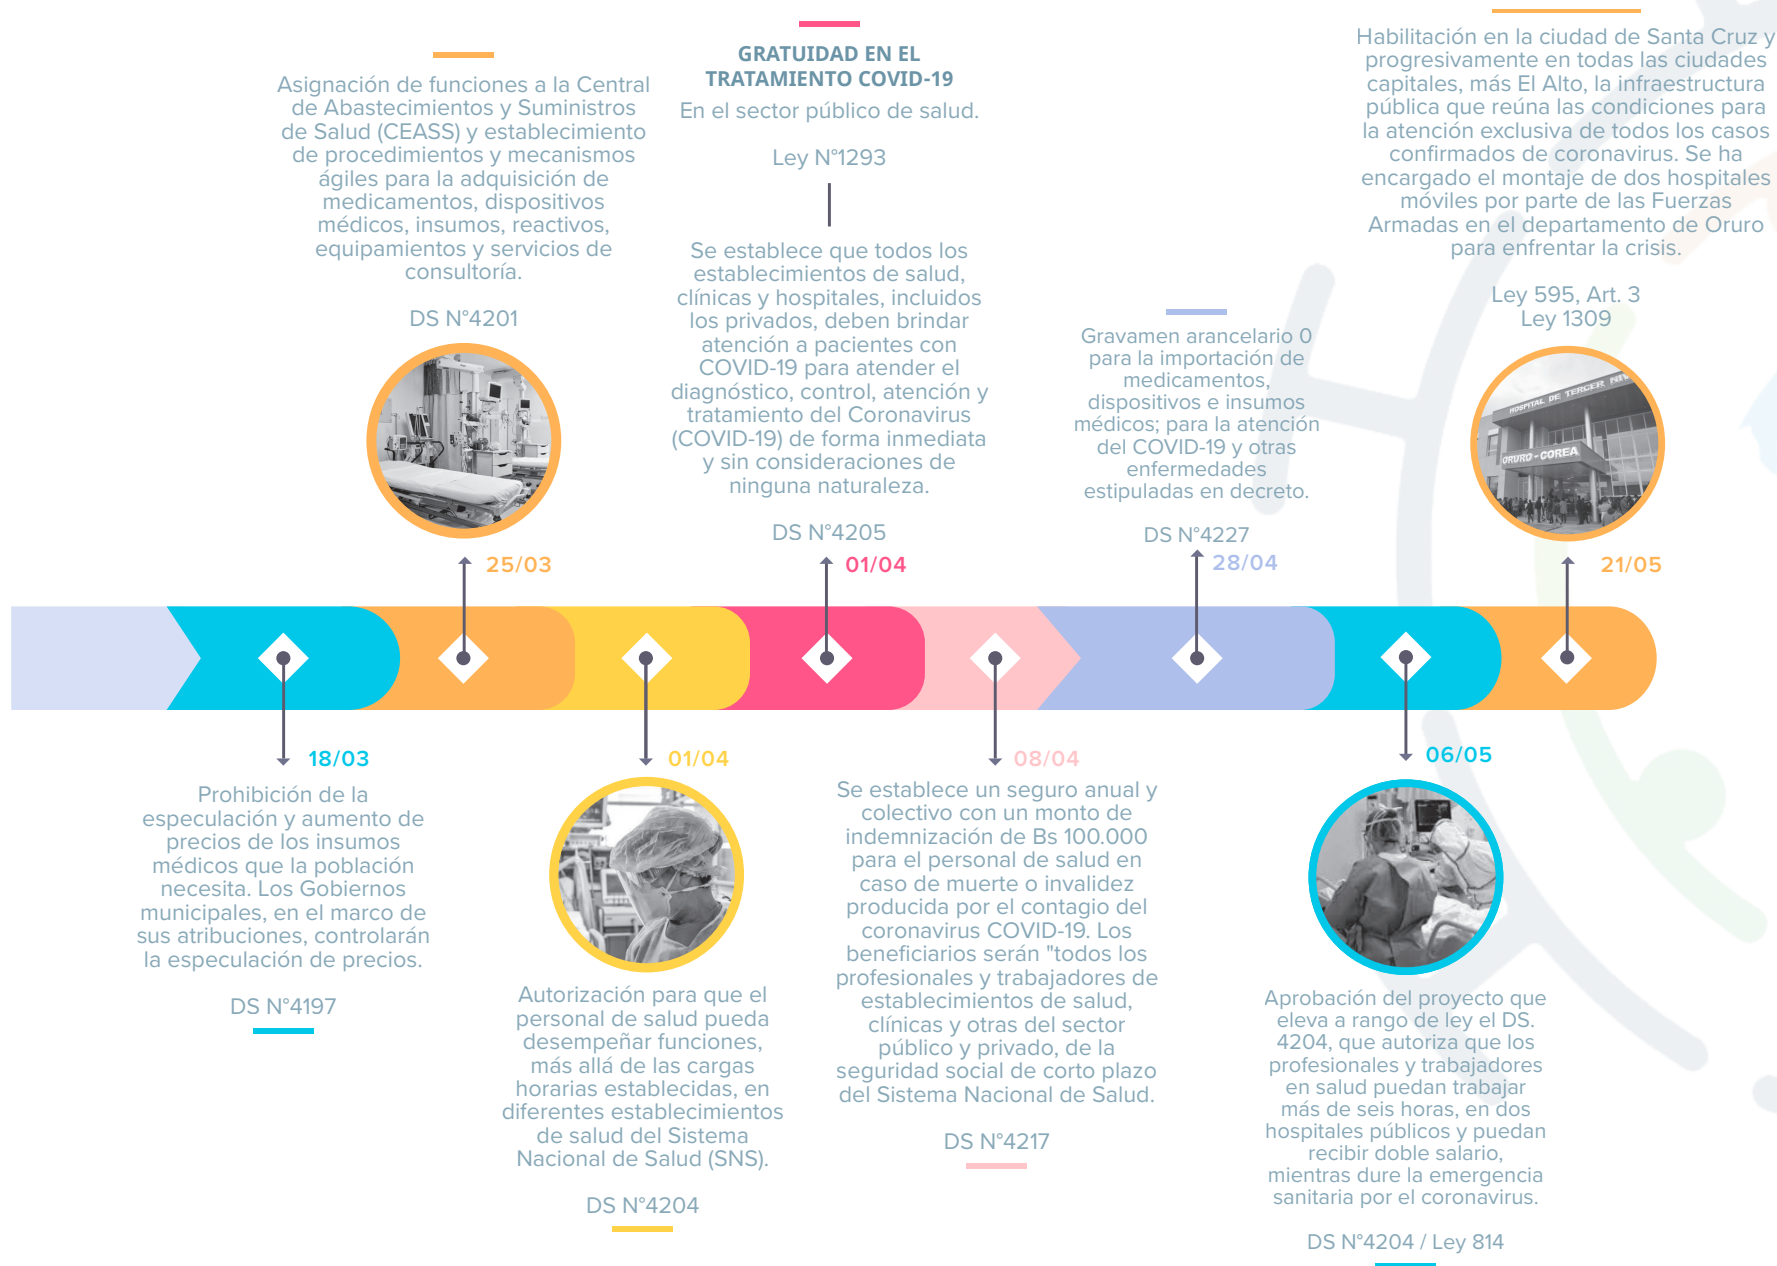 Asignación de funciones a la Central
de Abastecimientos y Suministros
de Salud (CEASS) y establecimiento
de procedimientos y mecanismos
ágiles para la adquisición de
medicamentos, dispositivos
médicos, insumos, reactivos,
equipamientos y servicios de
consultoría.
DS N°4201
25/03
GRATUIDAD EN EL
TRATAMIENTO COVID-19
En el sector público de salud.
Ley N°1293
Se establece que todos los
establecimientos de salud,
clínicas y hospitales, incluidos
los privados, deben brindar
atención a pacientes con
COVID-19 para atender el
diagnóstico, control, atención y
tratamiento del Coronavirus
(COVID-19) de forma inmediata
y sin consideraciones de
ninguna naturaleza.
DS N°4205
01/04
Gravamen arancelario 0
para la importación de
medicamentos,
dispositivos e insumos
médicos; para la atención
del COVID-19 y otras
enfermedades
estipuladas en decreto.
DS N°4227
28/04
Habilitación en la ciudad de Santa Cruz y
progresivamente en todas las ciudades
capitales, más El Alto, la infraestructura
pública que reúna las condiciones para
la atención exclusiva de todos los casos
confirmados de coronavirus. Se ha
encargado el montaje de dos hospitales
móviles por parte de las Fuerzas
Armadas en el departamento de Oruro
para enfrentar la crisis.
Ley 595, Art. 3
Ley 1309
HOSPITAL DE TERCER
ORURO - COREA
21/05
18/03
Prohibición de la
especulación y aumento de
precios de los insumos
médicos que la población
necesita. Los Gobiernos
municipales, en el marco de
sus atribuciones, controlarán
la especulación de precios.
DS N°4197
01/04
Autorización para que el
personal de salud pueda
desempeñar funciones,
más allá de las cargas
horarias establecidas, en
diferentes establecimientos
de salud del Sistema
Nacional de Salud (SNS).
DS N°4204
08/04
Se establece un seguro anual y
colectivo con un monto de
indemnización de Bs 100.000
para el personal de salud en
caso de muerte o invalidez
producida por el contagio del
coronavirus COVID-19. Los
beneficiarios serán "todos los
profesionales y trabajadores de
establecimientos de salud,
clínicas y otras del sector
público y privado, de la
seguridad social de corto plazo
del Sistema Nacional de Salud.
DS N°4217
06/05
Aprobación del proyecto que
eleva a rango de ley el DS.
4204, que autoriza que los
profesionales y trabajadores
en salud puedan trabajar
más de seis horas, en dos
hospitales públicos y puedan
recibir doble salario,
mientras dure la emergencia
sanitaria por el coronavirus.
DS N°4204 / Ley 814